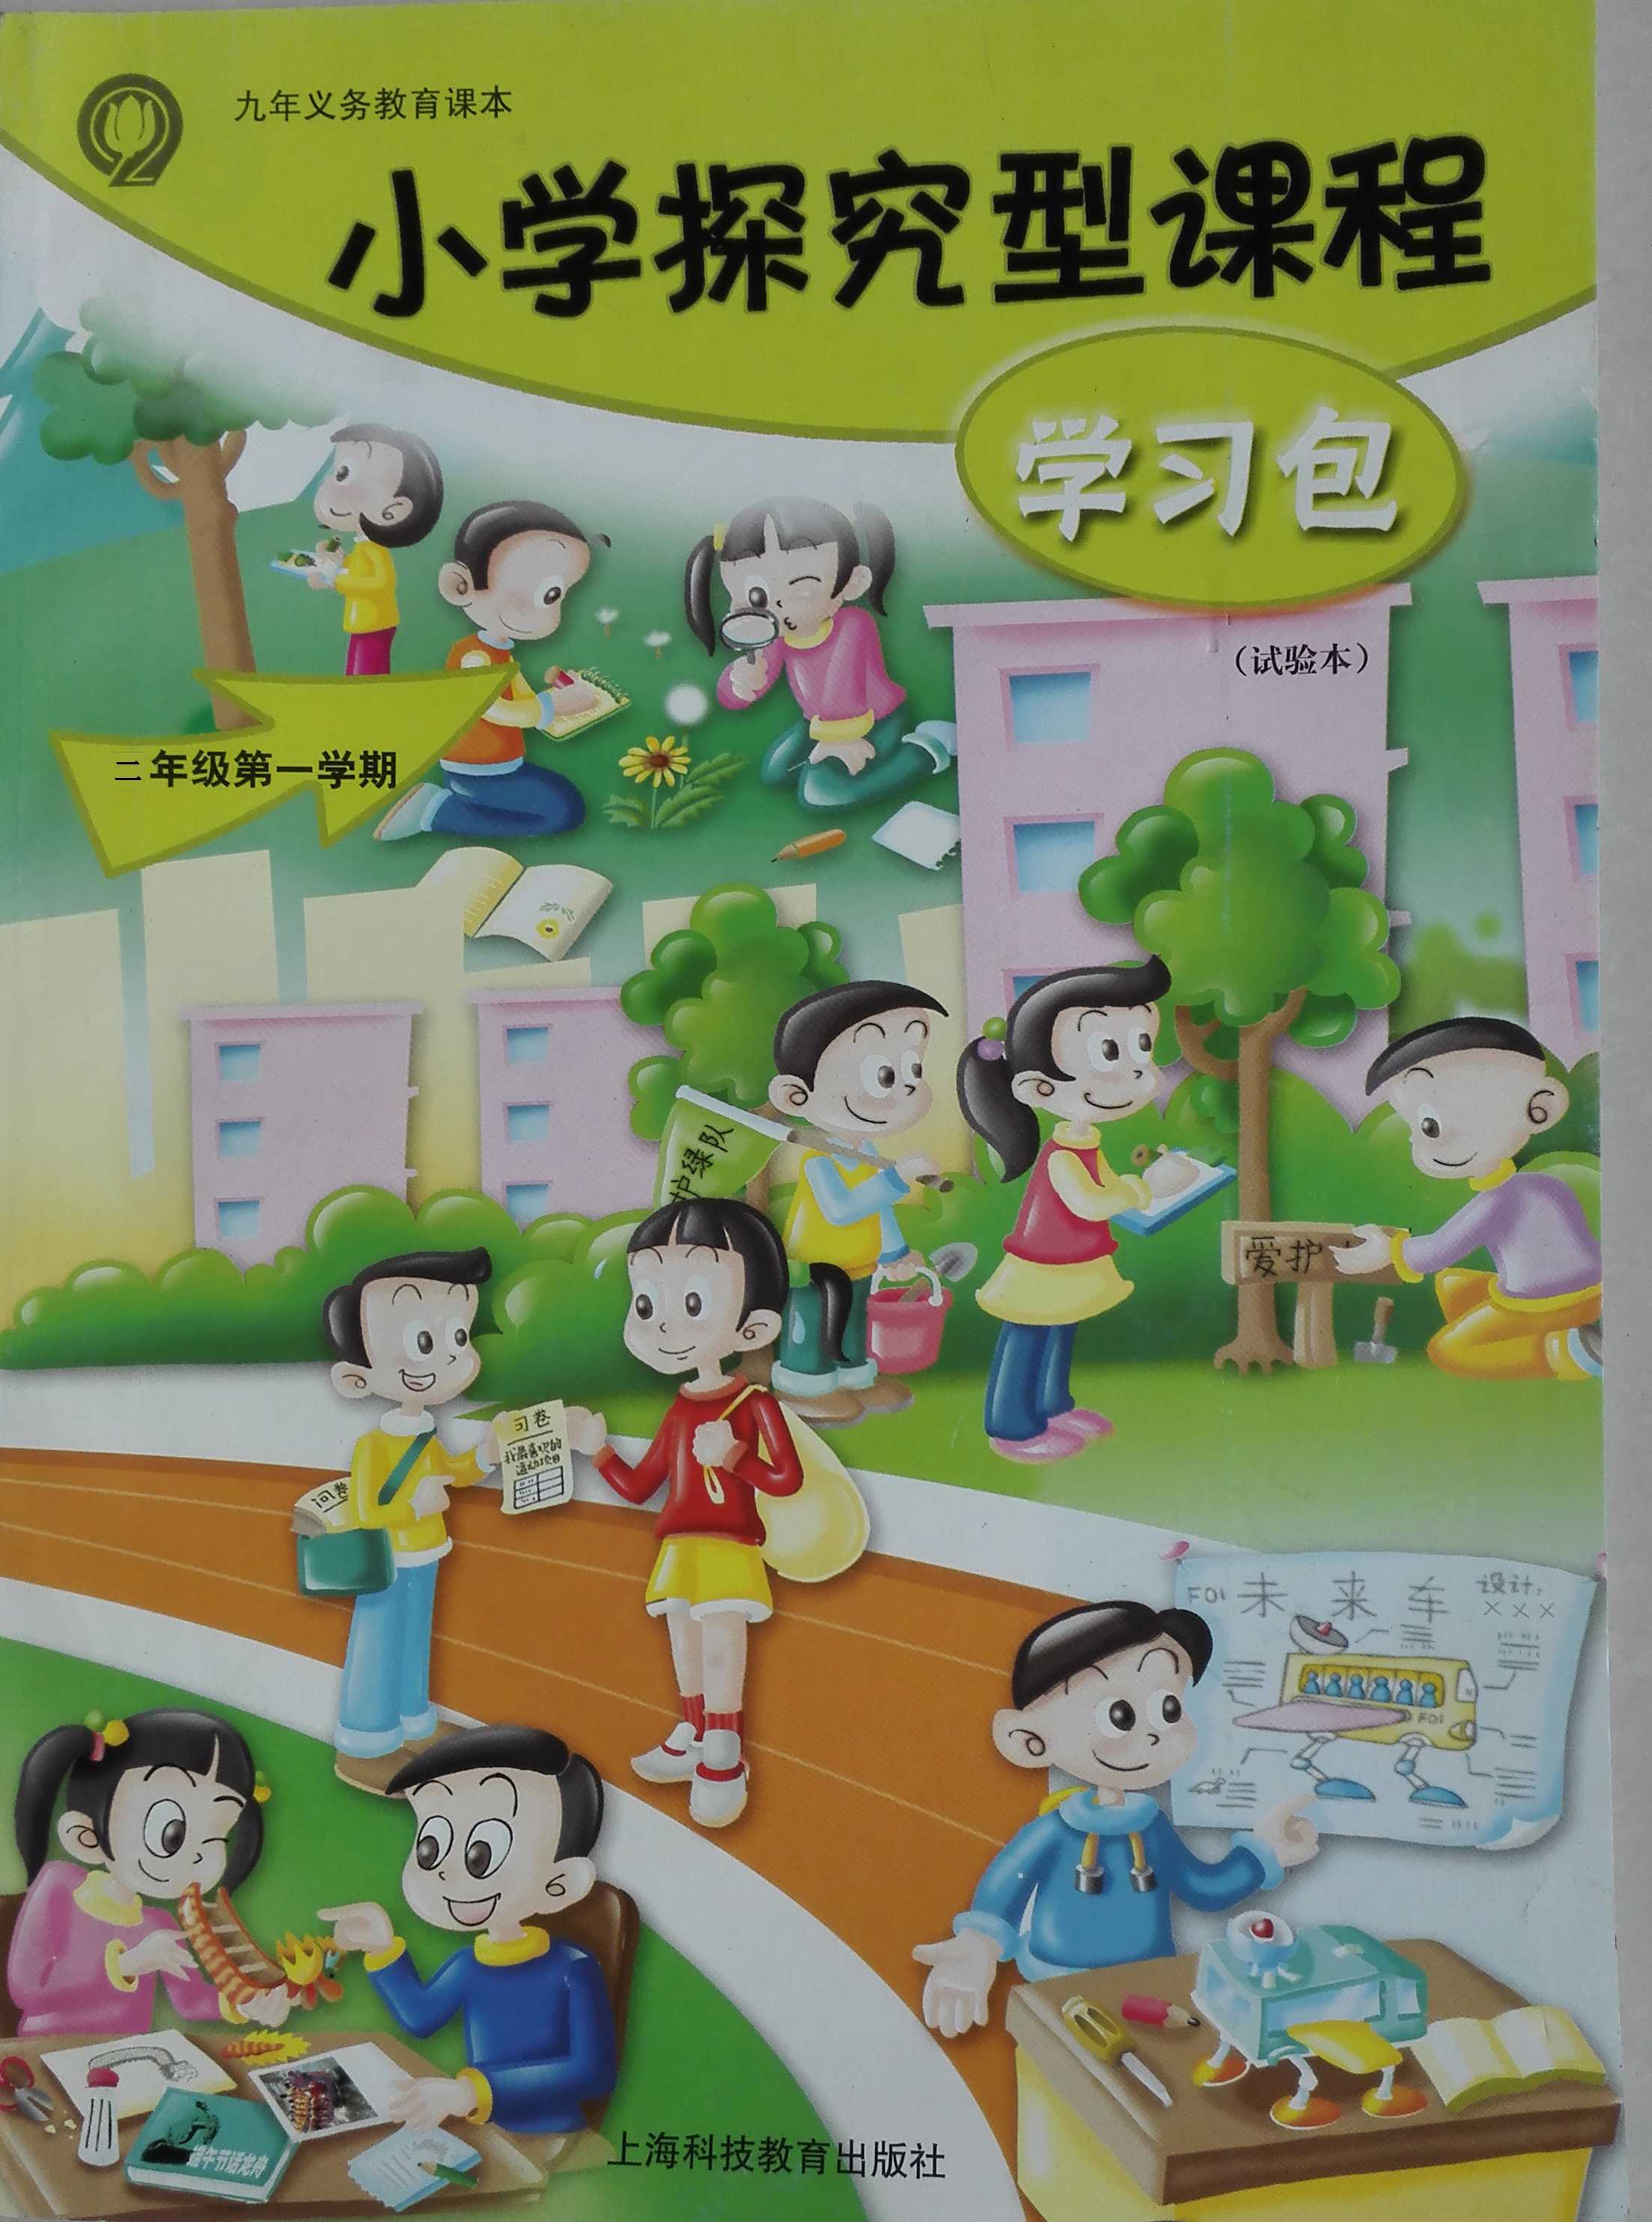 九年义务教育课本
小学探究型课程
学习包
(试验本)
二年级第一学期
护绿队
爱护
问卷
我最喜欢的
运动项目
问卷
F01 未来车 设计:
×××
F01
端午节话龙舟
上海科技教育出版社